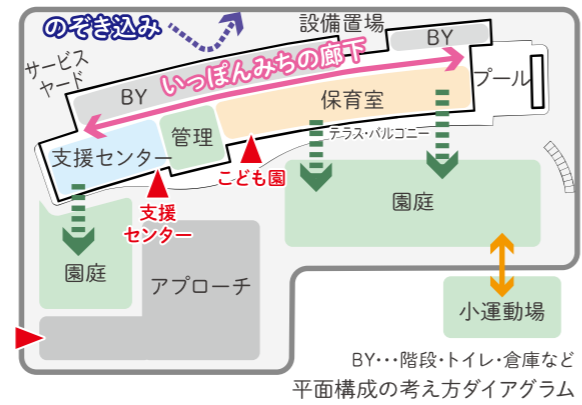 のぞき込み
設備置場
サービス
ヤード
BY
BY
いっぽんみちの廊下
プール
保育室
管理
支援センター
テラス・バルコニー
こども園
支援
センター
園庭
園庭
アプローチ
小運動場
BY･･･階段・トイレ・倉庫など
平面構成の考え方ダイアグラム